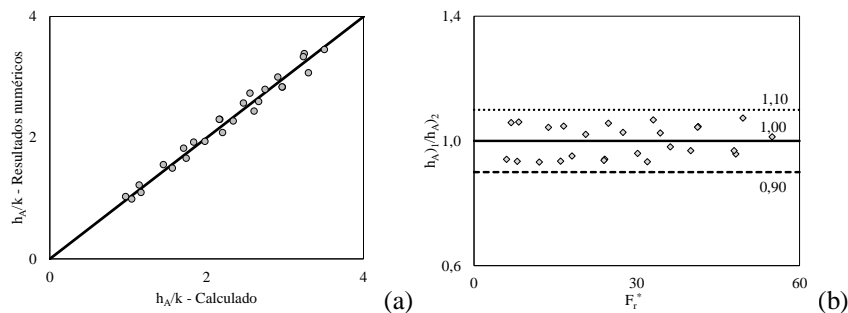 4
2
0
0
2
4
h_A/k - Resultados numéricos
h_A/k - Calculado
(a)
1,4
1,0
0,6
0
30
60
h_A)_1/h_A)_2
1,10
1,00
0,90
F_r^*
(b)